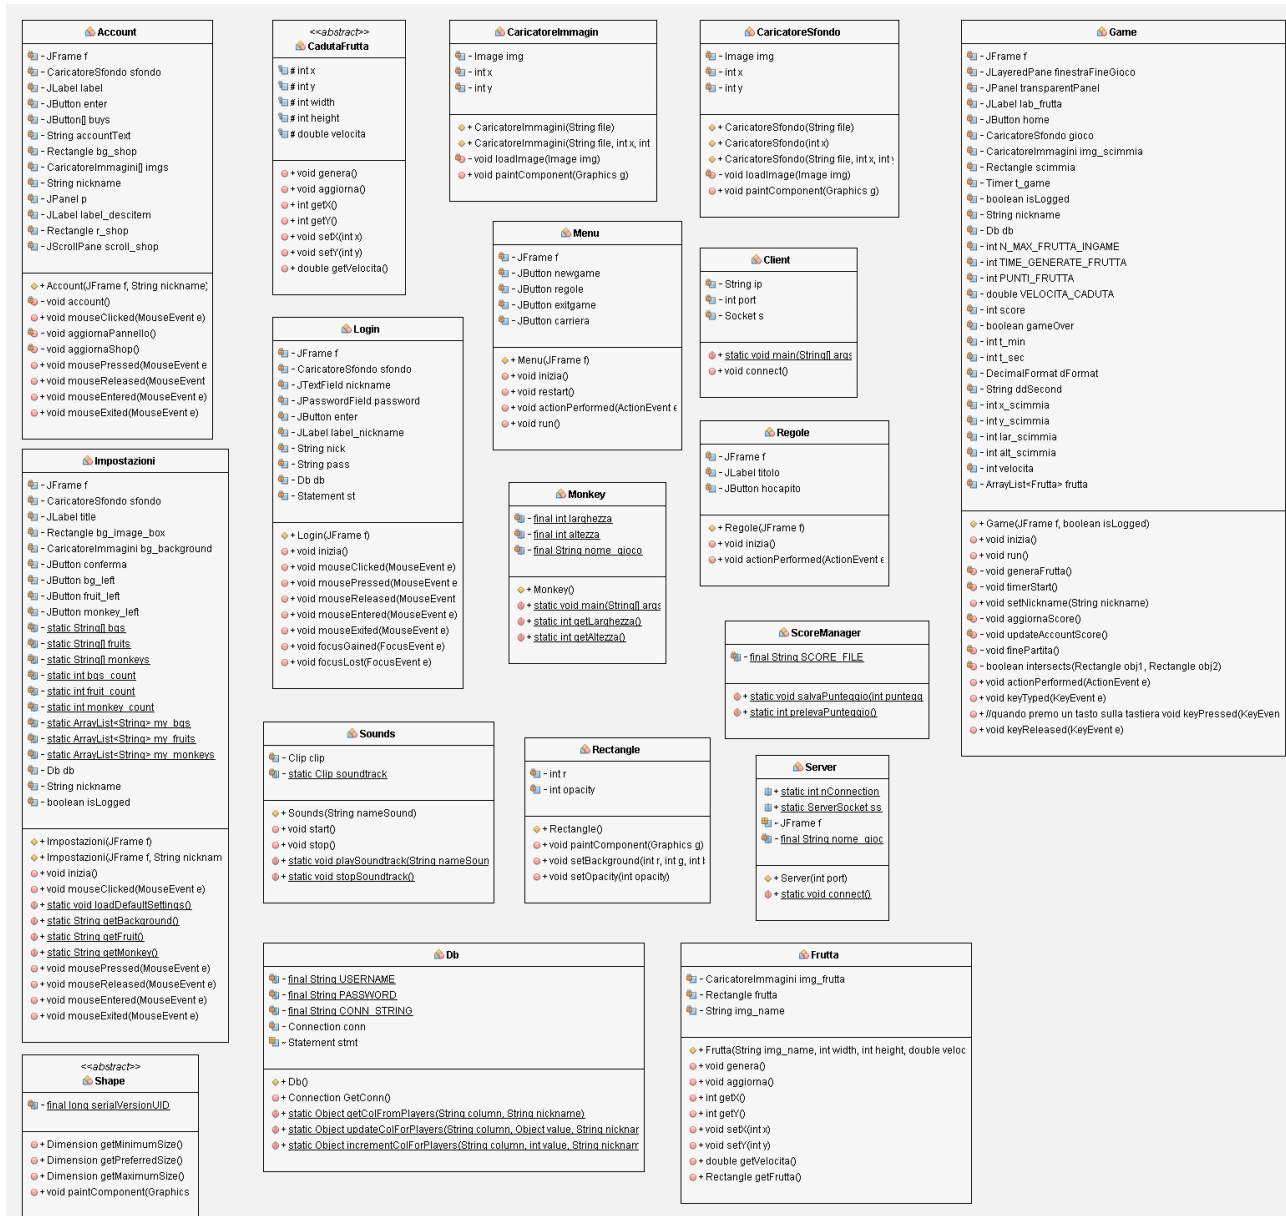 Account
- JFrame f
- CaricatoreSfondo sfondo
- JLabel label
- JButton enter
- JButton[] buys
- String accountText
- Rectangle bg_shop
- CaricatoreImmagini[] imgs
- String nickname
- JPanel p
- JLabel label_descitem
- Rectangle r_shop
- JScrollPane scroll_shop
+ Account(JFrame f, String nickname)
- void account()
+ void mouseClicked(MouseEvent e)
- void aggiornaPannello()
- void aggiornaShop()
+ void mousePressed(MouseEvent e
+ void mouseReleased(MouseEvent
+ void mouseEntered(MouseEvent e)
+ void mouseExited(MouseEvent e)
<<abstract>>
CadutaFrutta
# int x
# int y
# int width
# int height
# double velocita
+ void genera()
+ void aggiorna()
+ int getX()
+ int getY()
+ void setX(int x)
+ void setY(int y)
+ double getVelocita()
CaricatoreImmagin
- Image img
- int x
- int y
+ CaricatoreImmagini(String file)
+ CaricatoreImmagini(String file, int x, int
- void loadImage(Image img)
+ void paintComponent(Graphics g)
CaricatoreSfondo
- Image img
- int x
- int y
+ CaricatoreSfondo(String file)
+ CaricatoreSfondo(int x)
+ CaricatoreSfondo(String file, int x, int y
- void loadImage(Image img)
+ void paintComponent(Graphics g)
Game
- JFrame f
- JLayeredPane finestraFineGioco
- JPanel transparentPanel
- JLabel lab_frutta
- JButton home
- CaricatoreSfondo gioco
- CaricatoreImmagini img_scimmia
- Rectangle scimmia
- Timer t_game
- boolean isLogged
- String nickname
- Db db
- int N_MAX_FRUTTA_INGAME
- int TIME_GENERATE_FRUTTA
- int PUNTI_FRUTTA
- double VELOCITA_CADUTA
- int score
- boolean gameOver
- int t_min
- int t_sec
- DecimalFormat dFormat
- String ddSecond
- int x_scimmia
- int y_scimmia
- int lar_scimmia
- int alt_scimmia
- int velocita
- ArrayList<Frutta> frutta
+ Game(JFrame f, boolean isLogged)
+ void inizia()
+ void run()
- void generaFrutta()
- void timerStart()
+ void setNickname(String nickname)
- void aggiornaScore()
- void updateAccountScore()
- void finePartita()
- boolean intersects(Rectangle obj1, Rectangle obj2)
+ void actionPerformed(ActionEvent e)
+ void keyTyped(KeyEvent e)
+ //quando premo un tasto sulla tastiera void keyPressed(KeyEven
+ void keyReleased(KeyEvent e)
Menu
- JFrame f
- JButton newgame
- JButton regole
- JButton exitgame
- JButton carriera
+ Menu(JFrame f)
+ void inizia()
+ void restart()
+ void actionPerformed(ActionEvent e
+ void run()
Client
- String ip
- int port
- Socket s
+ static void main(String[] args
+ void connect()
Login
- JFrame f
- CaricatoreSfondo sfondo
- JTextField nickname
- JPasswordField password
- JButton enter
- JLabel label_nickname
- String nick
- String pass
- Db db
- Statement st
+ Login(JFrame f)
+ void inizia()
+ void mouseClicked(MouseEvent e)
+ void mousePressed(MouseEvent e
+ void mouseReleased(MouseEvent
+ void mouseEntered(MouseEvent e)
+ void mouseExited(MouseEvent e)
+ void focusGained(FocusEvent e)
+ void focusLost(FocusEvent e)
Regole
- JFrame f
- JLabel titolo
- JButton hocapito
+ Regole(JFrame f)
+ void inizia()
+ void actionPerformed(ActionEvent e
Impostazioni
- JFrame f
- CaricatoreSfondo sfondo
- JLabel title
- Rectangle bg_image_box
- CaricatoreImmagini bg_background
- JButton conferma
- JButton bg_left
- JButton fruit_left
- JButton monkey_left
- static String[] bgs
- static String[] fruits
- static String[] monkeys
- static int bgs_count
- static int fruit_count
- static int monkey_count
- static ArrayList<String> my_bgs
- static ArrayList<String> my_fruits
- static ArrayList<String> my_monkeys
- Db db
- String nickname
- boolean isLogged
+ Impostazioni(JFrame f)
+ Impostazioni(JFrame f, String nicknam
+ void inizia()
+ void mouseClicked(MouseEvent e)
+ static void loadDefaultSettings()
+ static String getBackground()
+ static String getFruit()
+ static String getMonkey()
+ void mousePressed(MouseEvent e)
+ void mouseReleased(MouseEvent e)
+ void mouseEntered(MouseEvent e)
+ void mouseExited(MouseEvent e)
Monkey
- final int larghezza
- final int altezza
- final String nome_gioco
+ Monkey()
+ static void main(String[] args
+ static int getLarghezza()
+ static int getAltezza()
ScoreManager
- final String SCORE_FILE
+ static void salvaPunteggio(int puntegg
+ static int prelevaPunteggio()
Sounds
- Clip clip
- static Clip soundtrack
+ Sounds(String nameSound)
+ void start()
+ void stop()
+ static void playSoundtrack(String nameSoun
+ static void stopSoundtrack()
Rectangle
- int r
- int opacity
+ Rectangle()
+ void paintComponent(Graphics g)
+ void setBackground(int r, int g, int b
+ void setOpacity(int opacity)
Server
+ static int nConnection
+ static ServerSocket ss
~ JFrame f
- final String nome_gioc
+ Server(int port)
+ static void connect()
Db
- final String USERNAME
- final String PASSWORD
- final String CONN_STRING
- Connection conn
~ Statement stmt
+ Db()
+ Connection GetConn()
+ static Object getColFromPlayers(String column, String nickname)
+ static Object updateColForPlayers(String column, Object value, String nicknar
+ static Object incrementColForPlayers(String column, int value, String nicknam
Frutta
- CaricatoreImmagini img_frutta
- Rectangle frutta
- String img_name
+ Frutta(String img_name, int width, int height, double veloc
+ void genera()
+ void aggiorna()
+ int getX()
+ int getY()
+ void setX(int x)
+ void setY(int y)
+ double getVelocita()
+ Rectangle getFrutta()
<<abstract>>
Shape
- final long serialVersionUID
+ Dimension getMinimumSize()
+ Dimension getPreferredSize()
+ Dimension getMaximumSize()
+ void paintComponent(Graphics